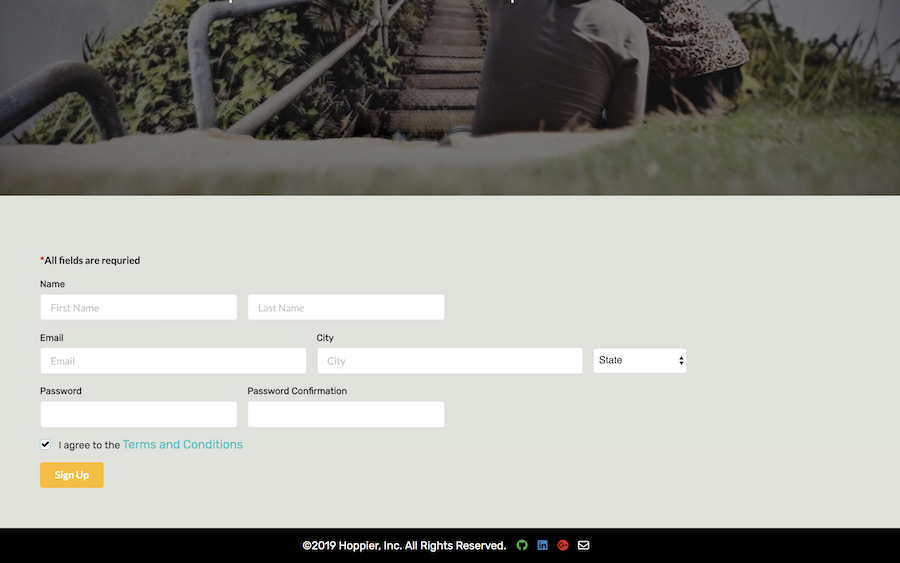 *All fields are requried
Name
First Name
Last Name
Email
City
Email
City
State
Password
Password Confirmation
I agree to the Terms and Conditions
Sign Up
©2019 Hoppier, Inc. All Rights Reserved.